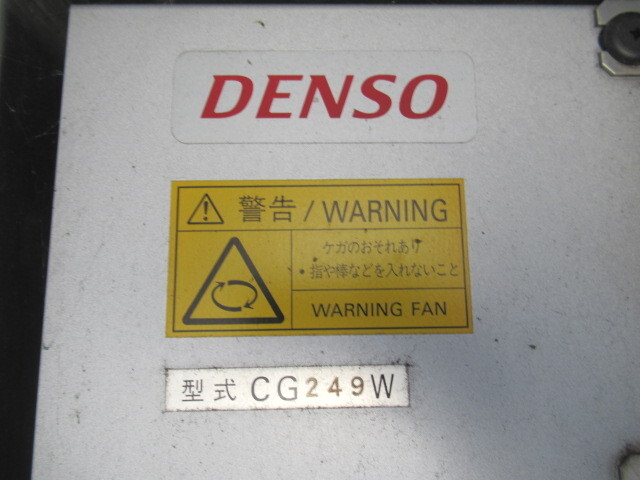 DENSO
警告/WARNING
ケガのおそれあり
・指や棒などを入れないこと
WARNING FAN
型式 CG249W